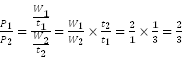 P₁/P₂ = (W₁/t₁)/(W₂/t₂) = W₁/W₂ × t₂/t₁ = 2/1 × 1/3 = 2/3